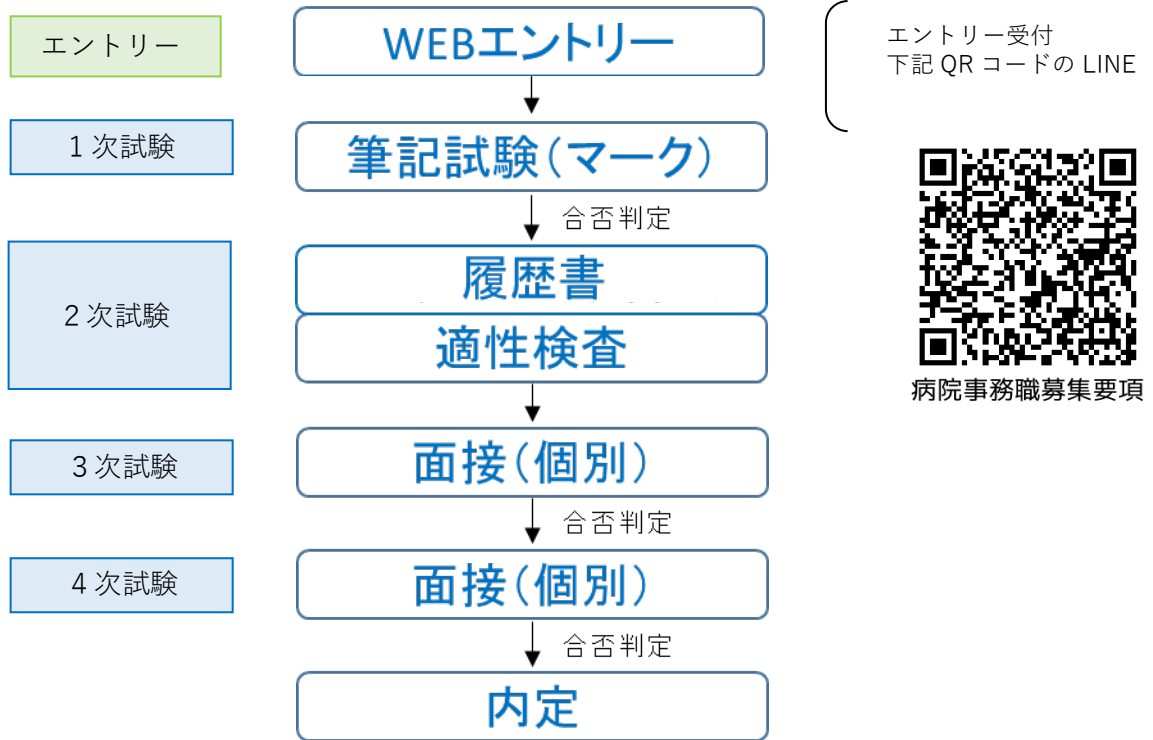 エントリー
WEBエントリー
エントリー受付
下記 QR コードの LINE
1 次試験
筆記試験(マーク)
合否判定
2 次試験
履歴書
適性検査
病院事務職募集要項
3 次試験
面接(個別)
合否判定
4 次試験
面接(個別)
合否判定
内定